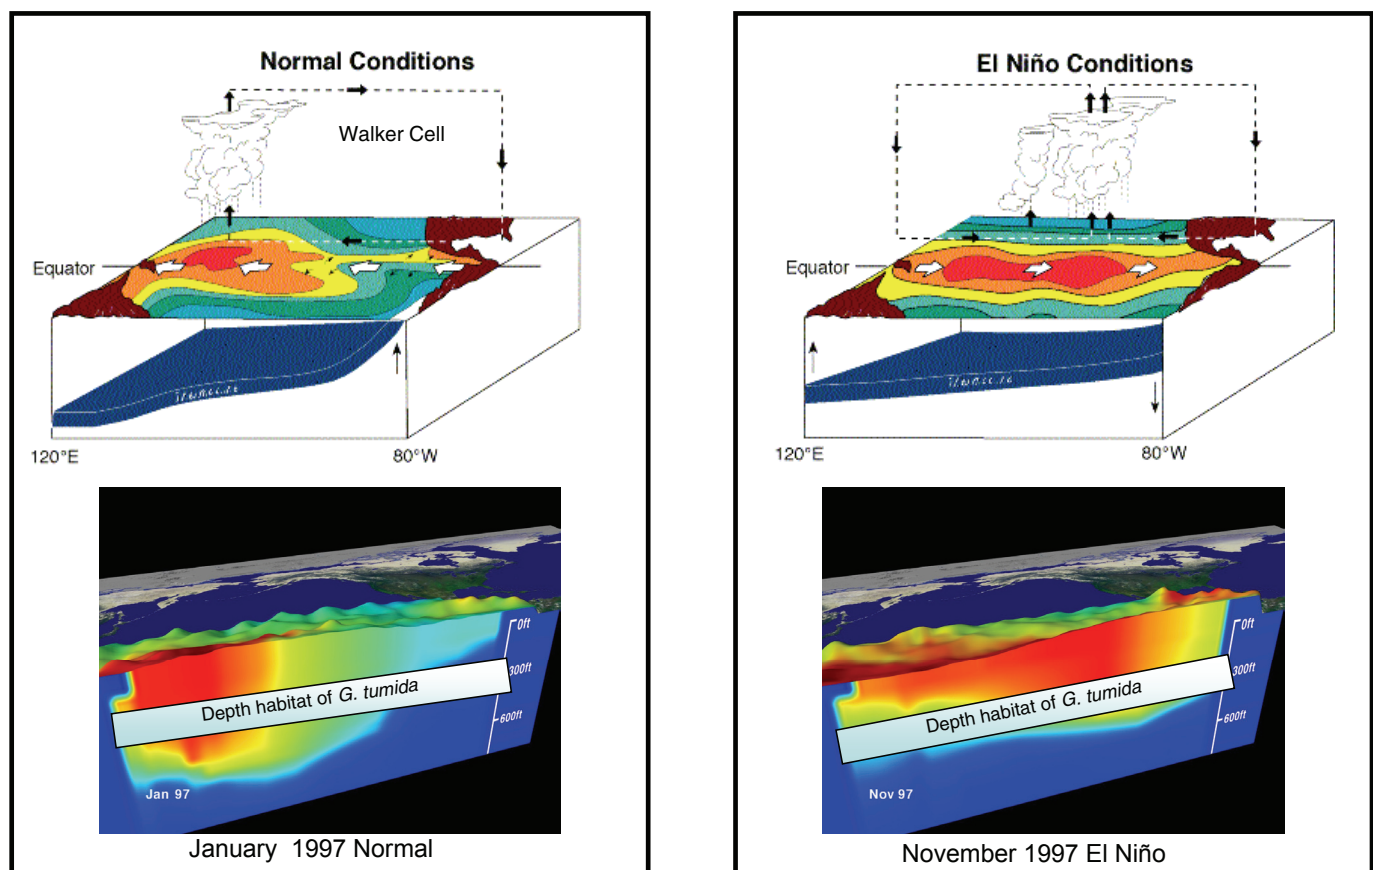 Normal Conditions
Walker Cell
Equator
120°E
80°W
Depth habitat of G. tumida
0ft
300ft
600ft
Jan 97
January 1997 Normal
El Niño Conditions
Equator
120°E
80°W
Depth habitat of G. tumida
0ft
300ft
600ft
Nov 97
November 1997 El Niño